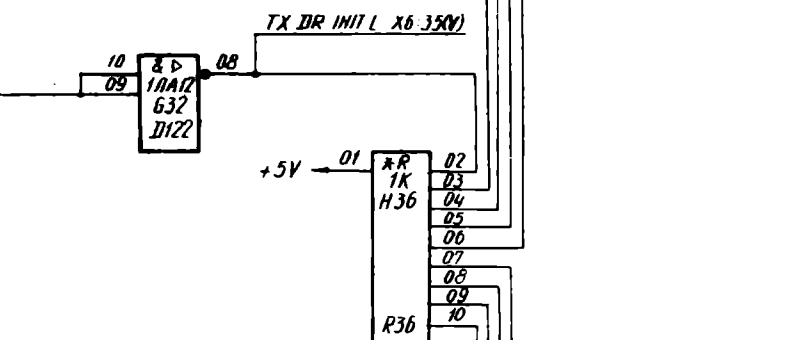 TX DR INIT L X6:35(V)
10 & ▷ 08
09 1ЛА12
G32
D122
+5V 01 *R 02
1K 03
H36 04
05
06
07
08
09
R36 10